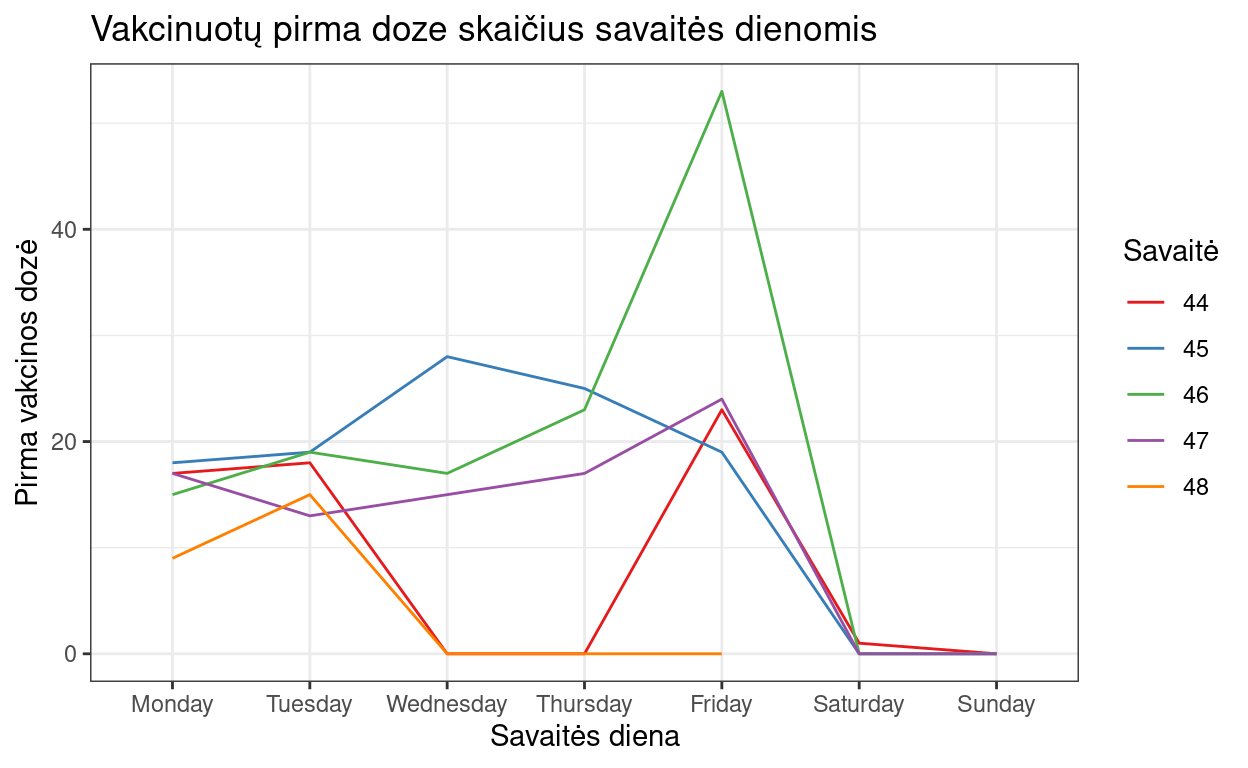 Vakcinuotų pirma doze skaičius savaitės dienomis
Pirma vakcinos dozė
40
20
0
Monday Tuesday Wednesday Thursday Friday Saturday Sunday
Savaitės diena
Savaitė
44
45
46
47
48